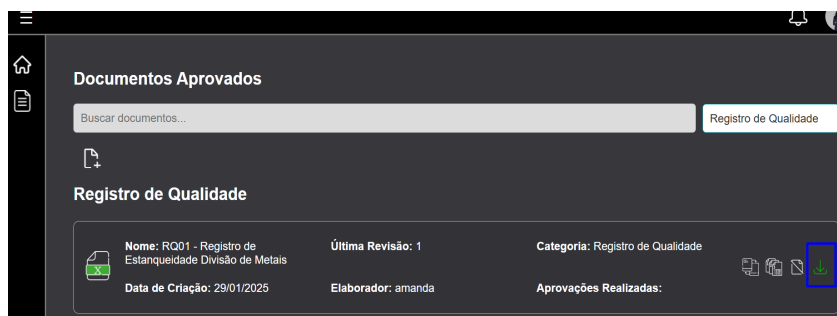 Documentos Aprovados
Buscar documentos...
Registro de Qualidade
Registro de Qualidade
Nome: RQ01 - Registro de
Estanqueidade Divisão de Metais
Última Revisão: 1
Categoria: Registro de Qualidade
X
Data de Criação: 29/01/2025
Elaborador: amanda
Aprovações Realizadas: